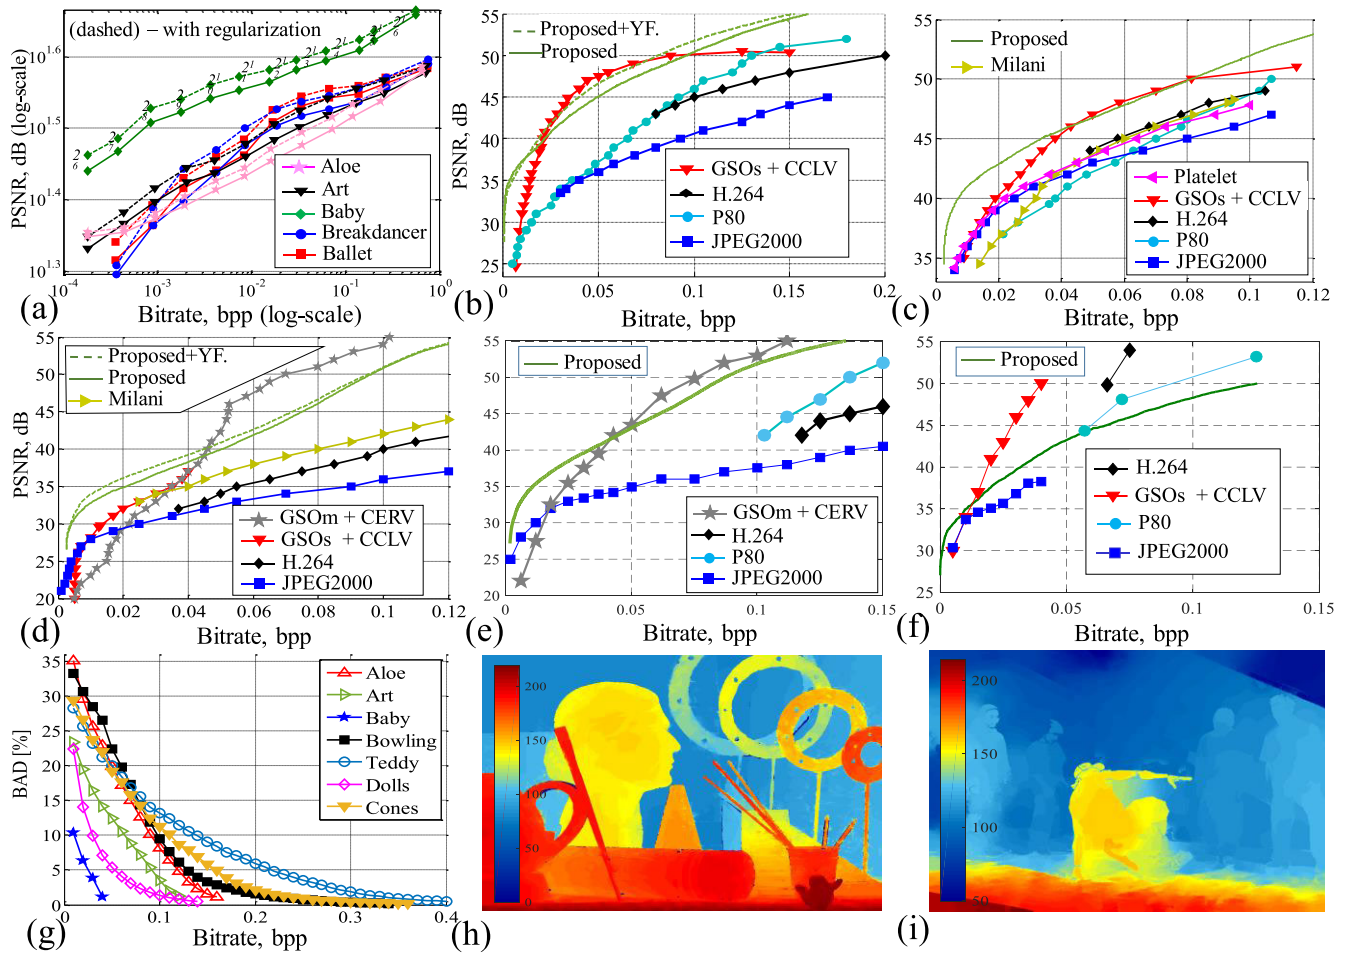 (dashed) – with regularization
PSNR, dB (log-scale)
10^1.6
10^1.5
10^1.4
10^1.3
Aloe
Art
Baby
Breakdancer
Ballet
10^-4
10^-3
10^-2
10^-1
10^0
(a)
Bitrate, bpp (log-scale)
PSNR, dB
55
50
45
40
35
30
25
Proposed+YF.
Proposed
GSOs + CCLV
H.264
P80
JPEG2000
0
0.05
0.1
0.15
0.2
(b)
Bitrate, bpp
55
50
45
40
35
Proposed
Milani
Platelet
GSOs + CCLV
H.264
P80
JPEG2000
0
0.02
0.04
0.06
0.08
0.1
0.12
(c)
Bitrate, bpp
PSNR, dB
55
50
45
40
35
30
25
20
Proposed+YF.
Proposed
Milani
GSOm + CERV
GSOs + CCLV
H.264
JPEG2000
0
0.02
0.04
0.06
0.08
0.10
0.12
(d)
Bitrate, bpp
55
50
45
40
35
30
25
20
Proposed
GSOm + CERV
H.264
P80
JPEG2000
0
0.05
0.1
0.15
(e)
Bitrate, bpp
55
50
45
40
35
30
25
Proposed
H.264
GSOs + CCLV
P80
JPEG2000
0
0.05
0.1
0.15
(f)
Bitrate, bpp
BAD [%]
35
30
25
20
15
10
5
0
Aloe
Art
Baby
Bowling
Teddy
Dolls
Cones
0
0.1
0.2
0.3
0.4
(g)
Bitrate, bpp
200
150
100
50
0
(h)
200
150
100
50
(i)